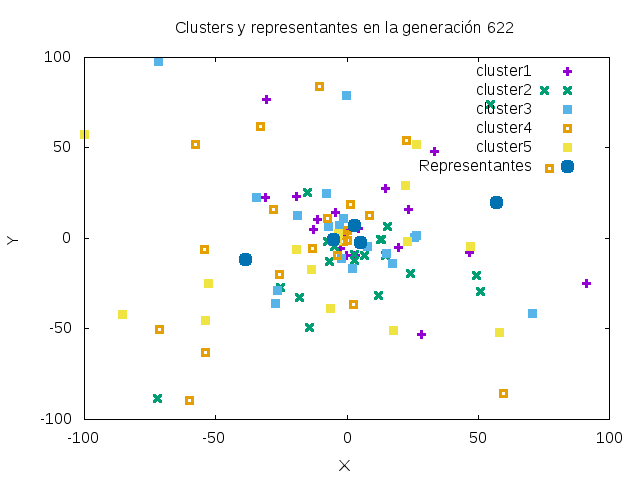 Clusters y representantes en la generación 622
100
50
0
-50
-100
-100
-50
0
50
100
Y
X
cluster1
cluster2
cluster3
cluster4
cluster5
Representantes